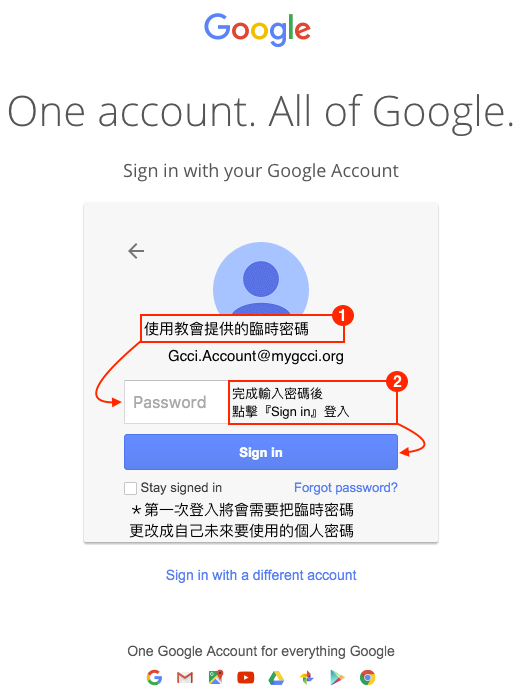 Google
One account. All of Google.
Sign in with your Google Account
1
使用教會提供的臨時密碼
Gcci.Account@mygcci.org
2
Password
完成輸入密碼後
點擊『Sign in』登入
Sign in
Stay signed in
Forgot password?
＊第一次登入將會需要把臨時密碼
更改成自己未來要使用的個人密碼
Sign in with a different account
One Google Account for everything Google